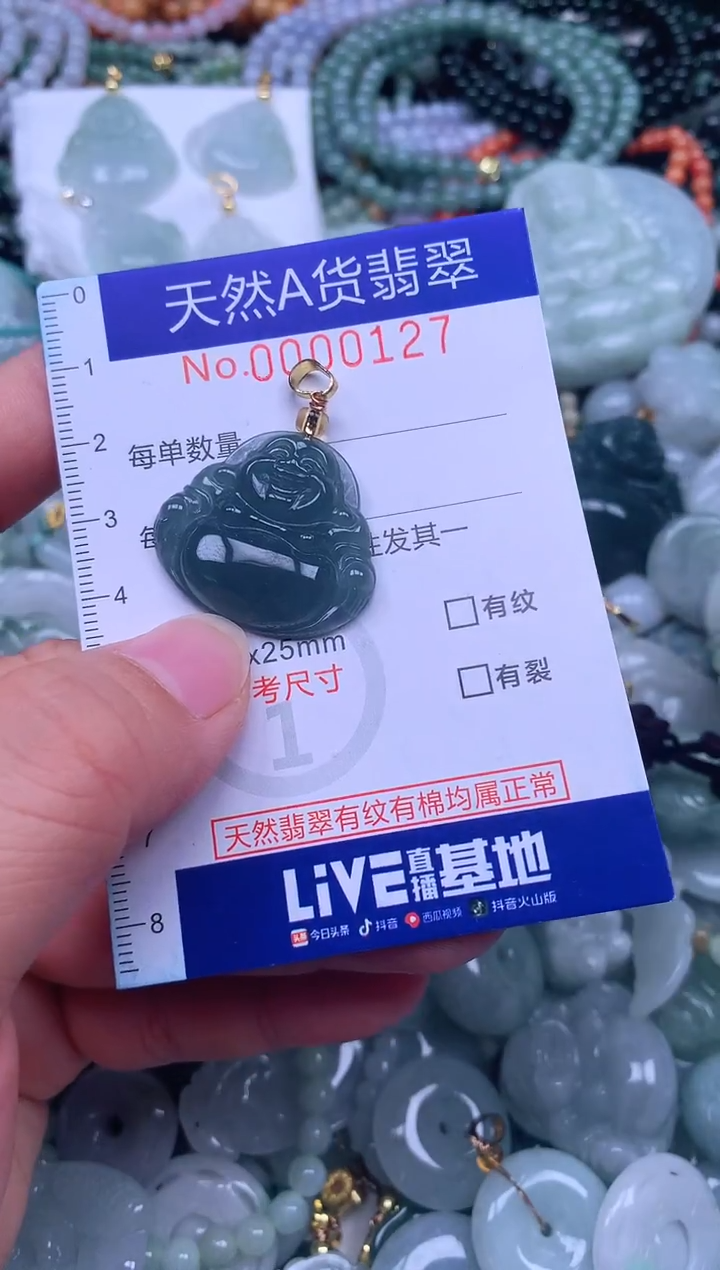 天然A货翡翠
No.0000127
0
1
2
3
4
8
每单数量
生发其一
x25mm
考尺寸
1
□有纹
□有裂
天然翡翠有纹有棉均属正常
LiVE直播基地
头条 今日头条 抖音 西瓜视频 抖音火山版